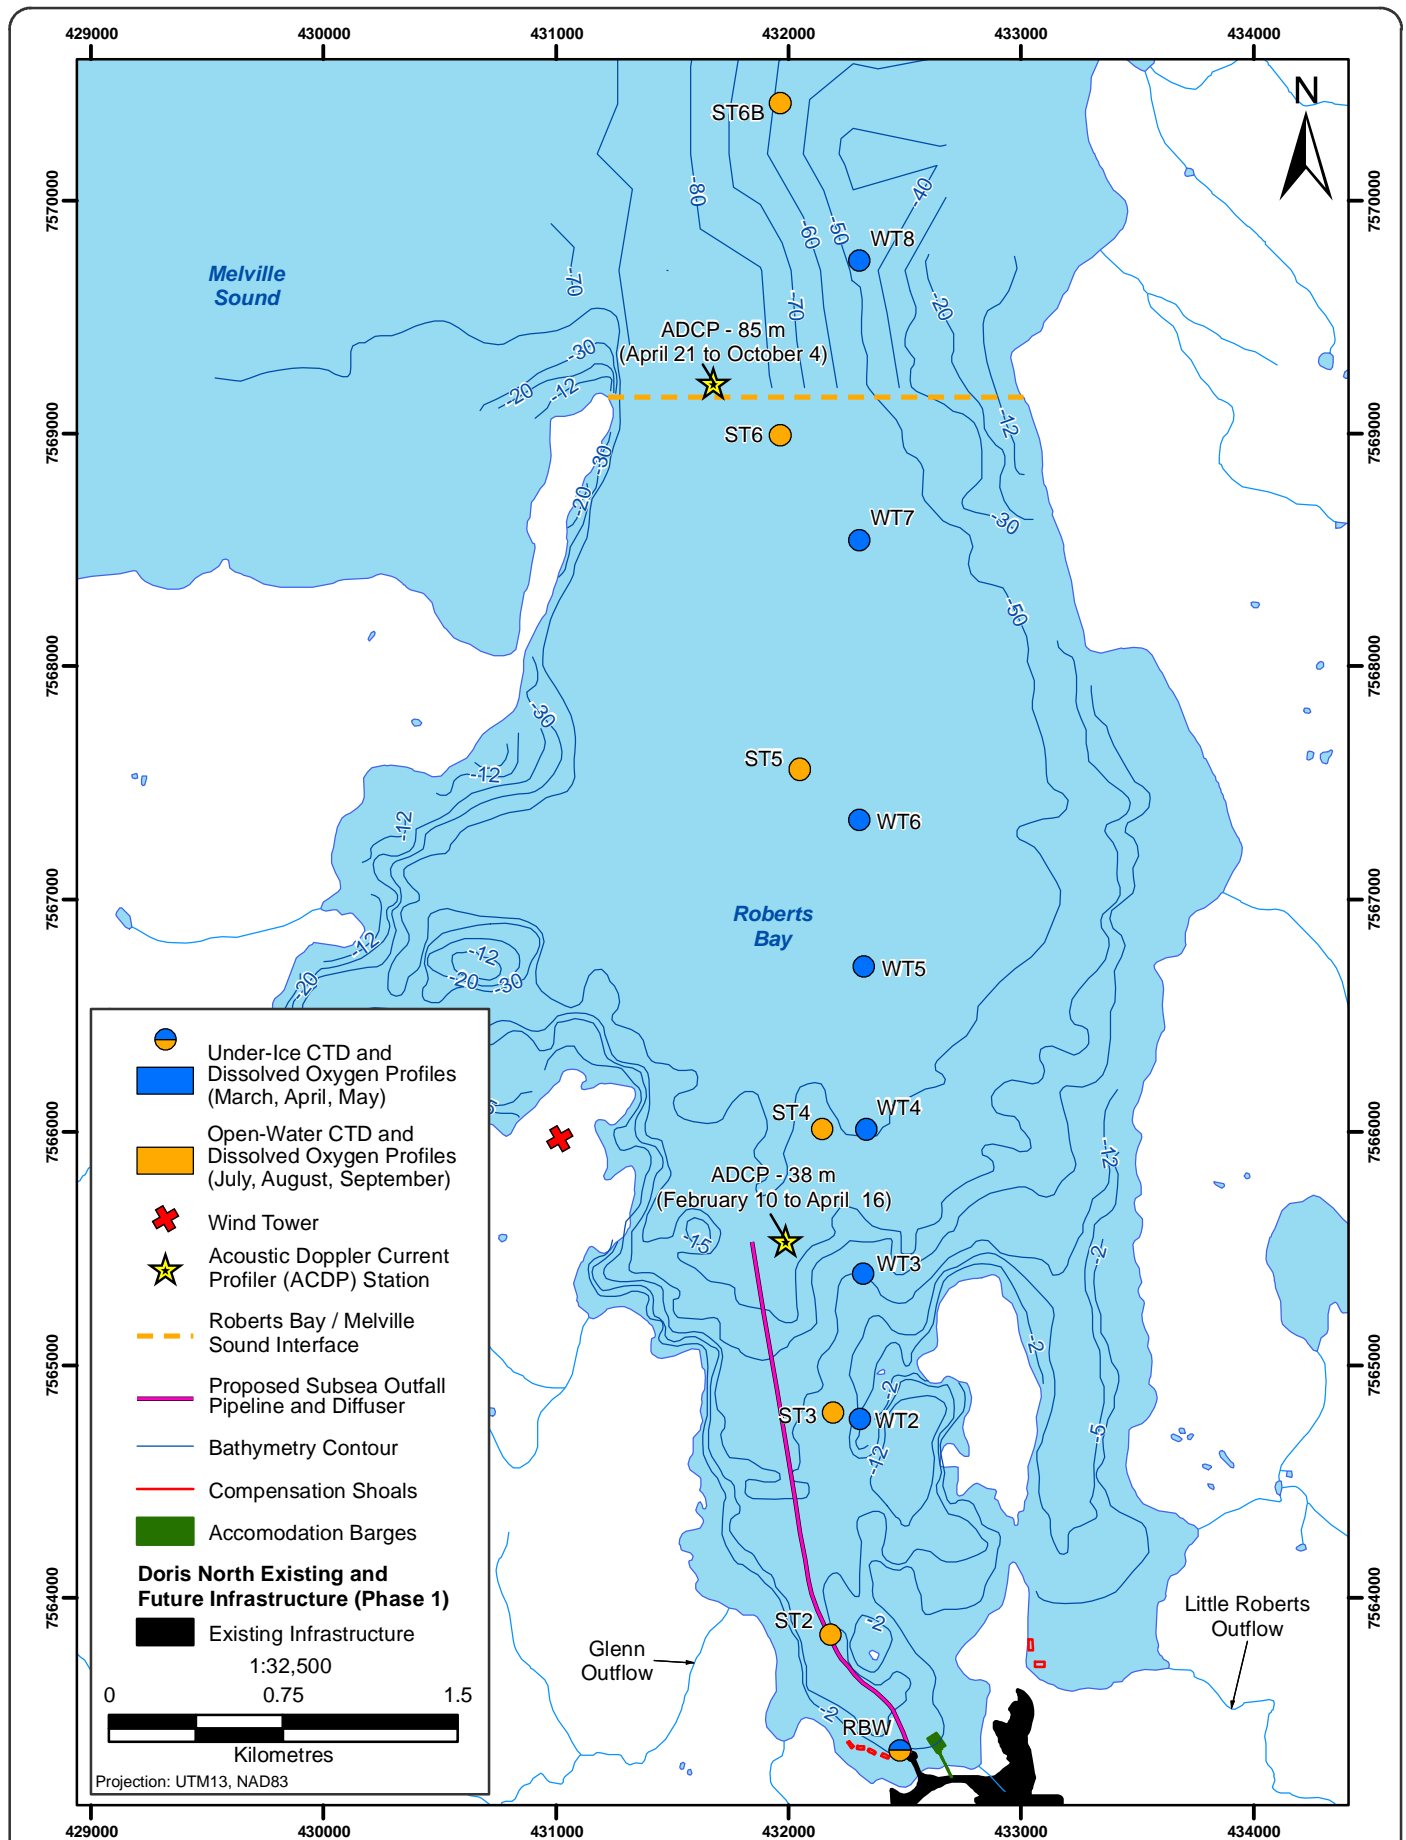 429000 430000 431000 432000 433000 434000
N
ST6B
7570000
7570000
-80
-40
-50
-60
WT8
Melville
Sound
-70
-20
-70
ADCP - 85 m
(April 21 to October 4)
-30
-20
-12
-12
ST6
7569000
7569000
-30
-20
WT7
-30
-50
7568000
7568000
-30
ST5
-12
-12
WT6
7567000
7567000
Roberts
Bay
-12
-12
-20
-30
-20
WT5
ST4
WT4
7566000
7566000
-12
ADCP - 38 m
(February 10 to April 16)
-15
-2
WT3
-2
7565000
7565000
-2
ST3
WT2
-12
-5
7564000
7564000
ST2
-2
Glenn
Outflow
Little Roberts
Outflow
-2
RBW
Under-Ice CTD and
Dissolved Oxygen Profiles
(March, April, May)
Open-Water CTD and
Dissolved Oxygen Profiles
(July, August, September)
Wind Tower
Acoustic Doppler Current
Profiler (ACDP) Station
Roberts Bay / Melville
Sound Interface
Proposed Subsea Outfall
Pipeline and Diffuser
Bathymetry Contour
Compensation Shoals
Accomodation Barges
Doris North Existing and
Future Infrastructure (Phase 1)
Existing Infrastructure
1:32,500
0 0.75 1.5
Kilometres
Projection: UTM13, NAD83
429000 430000 431000 432000 433000 434000